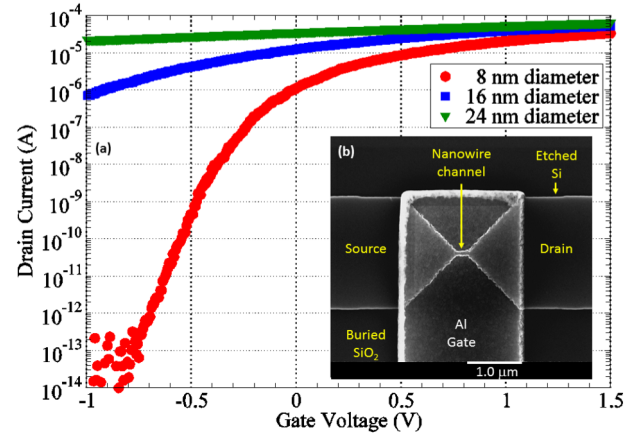 10⁻⁴
10⁻⁵
10⁻⁶
10⁻⁷
10⁻⁸
10⁻⁹
10⁻¹⁰
10⁻¹¹
10⁻¹²
10⁻¹³
10⁻¹⁴
Drain Current (A)
8 nm diameter
16 nm diameter
24 nm diameter
(a)
(b)
Nanowire
channel
Etched
Si
Source
Drain
Buried
SiO₂
Al
Gate
1.0 µm
-1 -0.5 0 0.5 1 1.5
Gate Voltage (V)